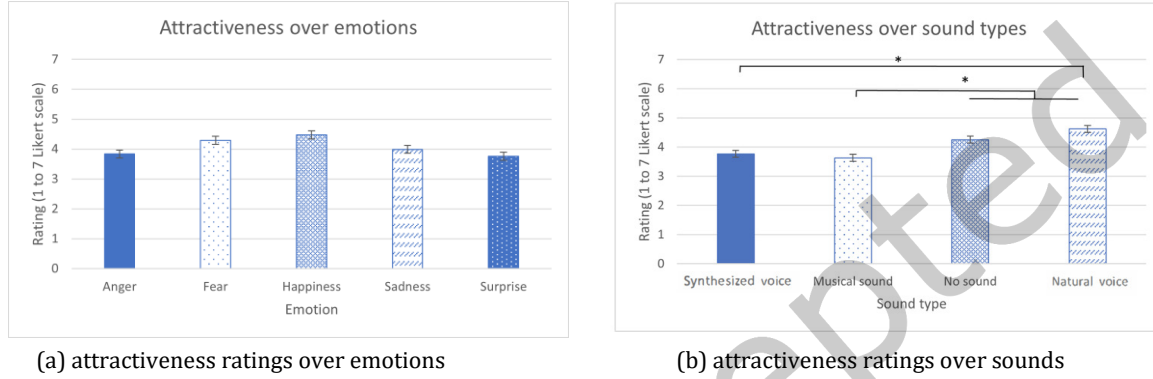 Attractiveness over emotions
Rating (1 to 7 Likert scale)
7
6
5
4
3
2
1
0
Anger Fear Happiness Sadness Surprise
Emotion
(a) attractiveness ratings over emotions
Attractiveness over sound types
Rating (1 to 7 Likert scale)
7
6
5
4
3
2
1
0
*
*
Synthesized voice Musical sound No sound Natural voice
Sound type
(b) attractiveness ratings over sounds
epted